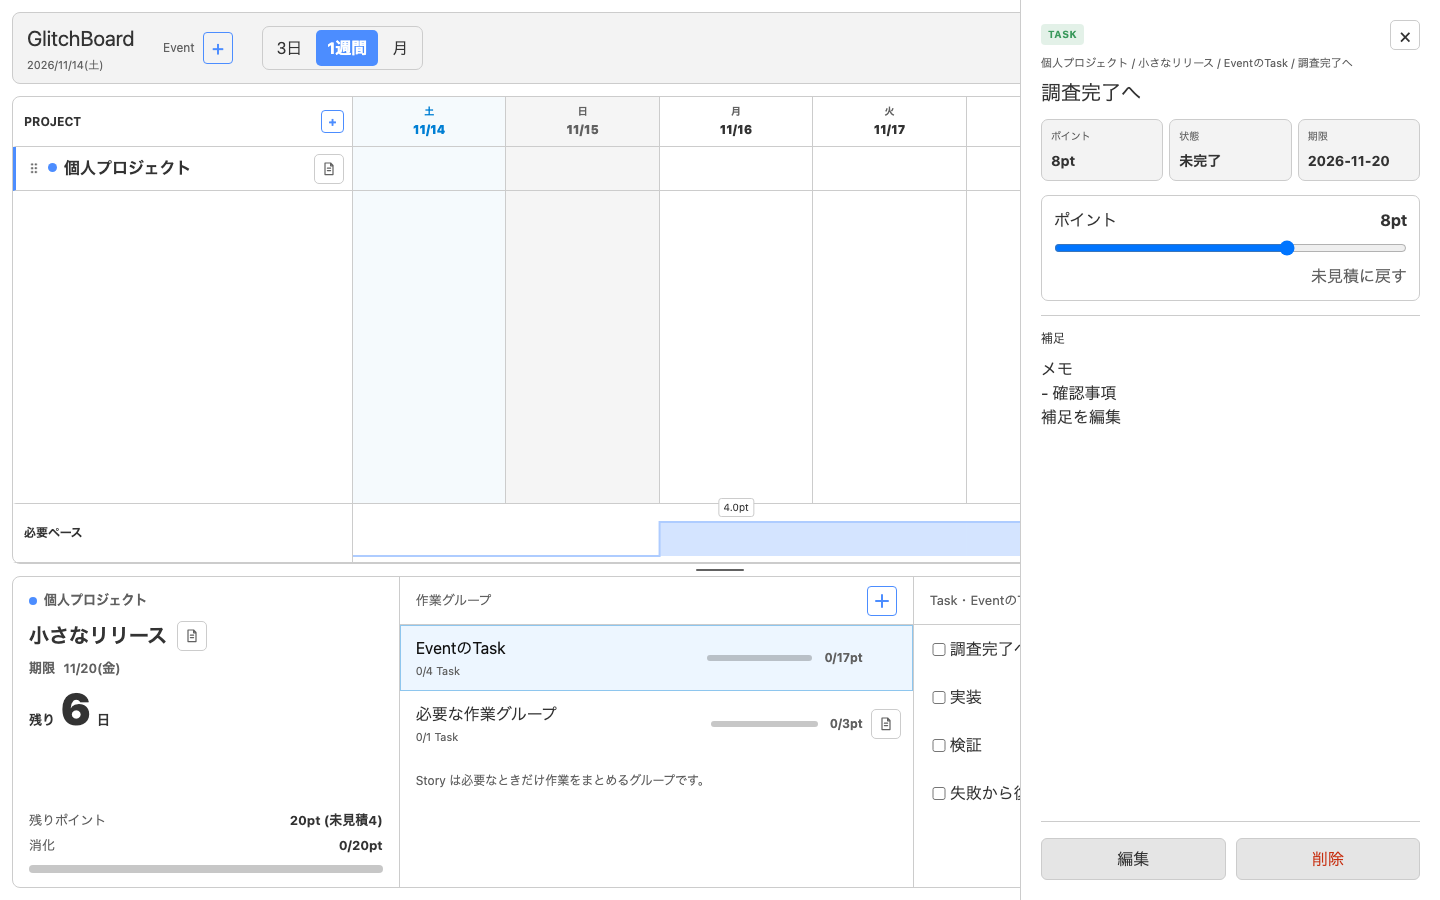 GlitchBoard
2026/11/14(土)
Event
3日
1週間
月
PROJECT
土
11/14
日
11/15
月
11/16
火
11/17
個人プロジェクト
必要ペース
4.0pt
個人プロジェクト
小さなリリース
期限 11/20(金)
残り 6 日
残りポイント 20pt (未見積4)
消化 0/20pt
作業グループ
EventのTask
0/4 Task
0/17pt
必要な作業グループ
0/1 Task
0/3pt
Story は必要なときだけ作業をまとめるグループです。
Task・Eventの
調査完了へ
実装
検証
失敗から
TASK
個人プロジェクト / 小さなリリース / EventのTask / 調査完了へ
調査完了へ
ポイント
8pt
状態
未完了
期限
2026-11-20
ポイント 8pt
未見積に戻す
補足
メモ
- 確認事項
補足を編集
編集
削除